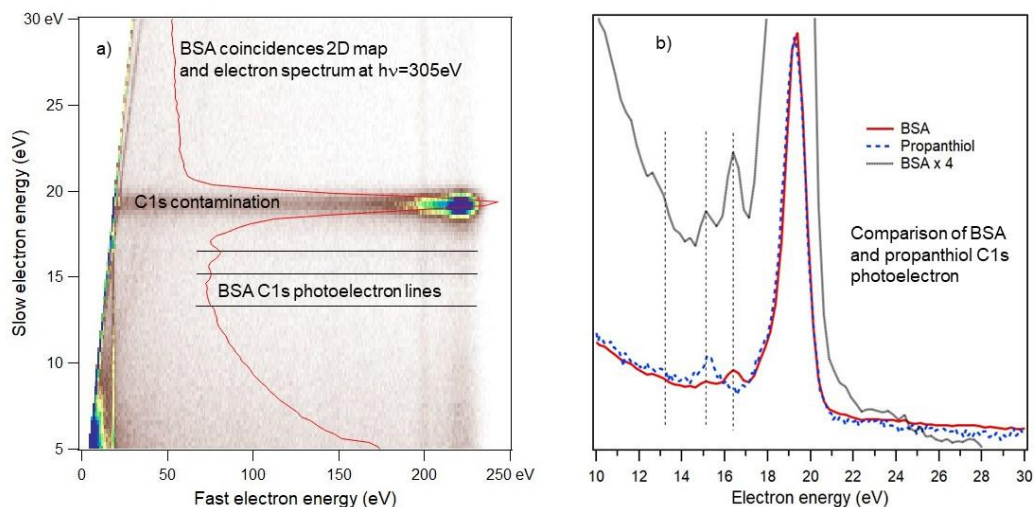 30 eV
a)
BSA coincidences 2D map
and electron spectrum at hν=305eV
25
20
C1s contamination
15
BSA C1s photoelectron lines
10
5
0
50
100
150
200
250 eV
Slow electron energy (eV)
Fast electron energy (eV)
b)
BSA
Propanthiol
BSA x 4
Comparison of BSA
and propanthiol C1s
photoelectron
10
12
14
16
18
20
22
24
26
28
30
Electron energy (eV)